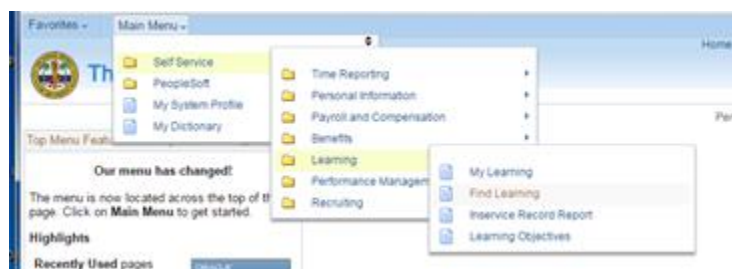 Favorites
Main Menu
Home
Th
Self Service
PeopleSoft
My System Profile
My Dictionary
Time Reporting
Personal Information
Payroll and Compensation
Benefits
Learning
Performance Managem
Recruiting
My Learning
Find Learning
Inservice Record Report
Learning Objectives
Per
Top Menu Feat
Our menu has changed!
The menu is now located across the top of th
page. Click on Main Menu to get started.
Highlights
Recently Used pages